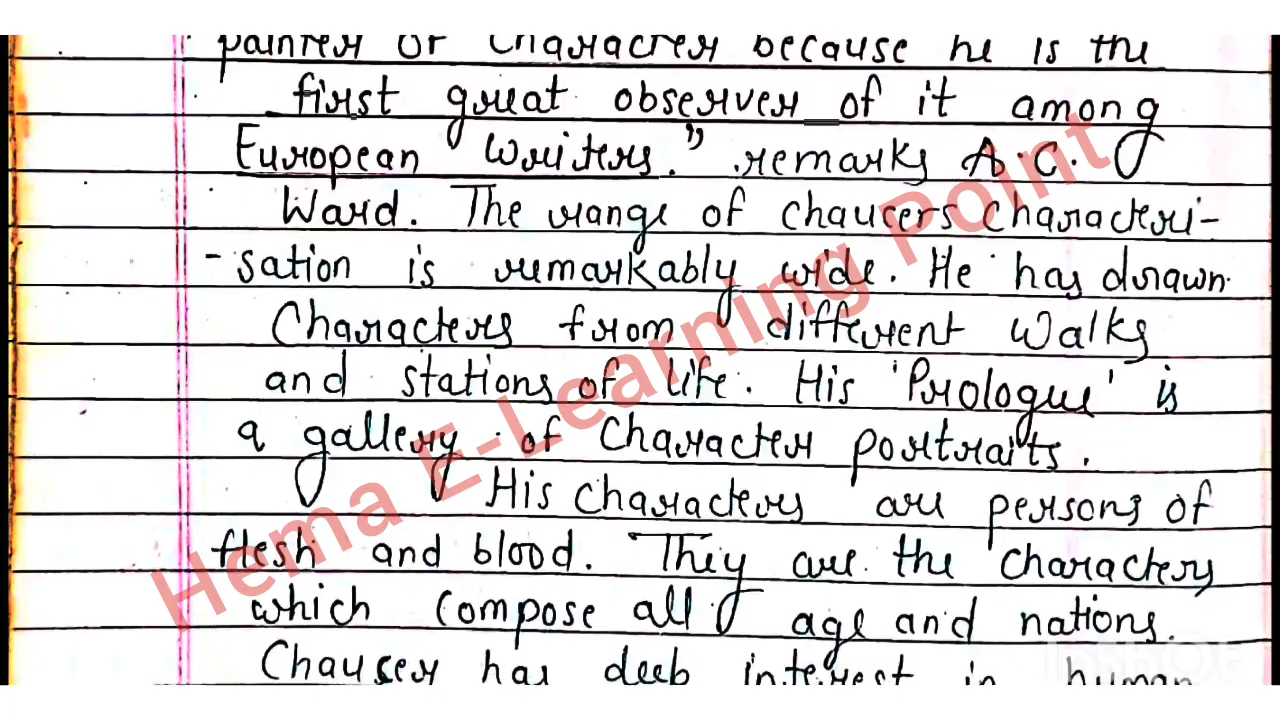 painter of character because he is the
first great observer of it among
European writers." remarks A.C.
Ward. The range of chaucers characteri-
-sation is remarkably wide. He has drawn
Characters from different walks
and stations of life. His 'Prologue' is
a gallery of character portraits.
His characters are persons of
flesh and blood. They are the characters
which compose all age and nations.
Chaucer has deep interest in human
Hema E-Learning Point
InShOt